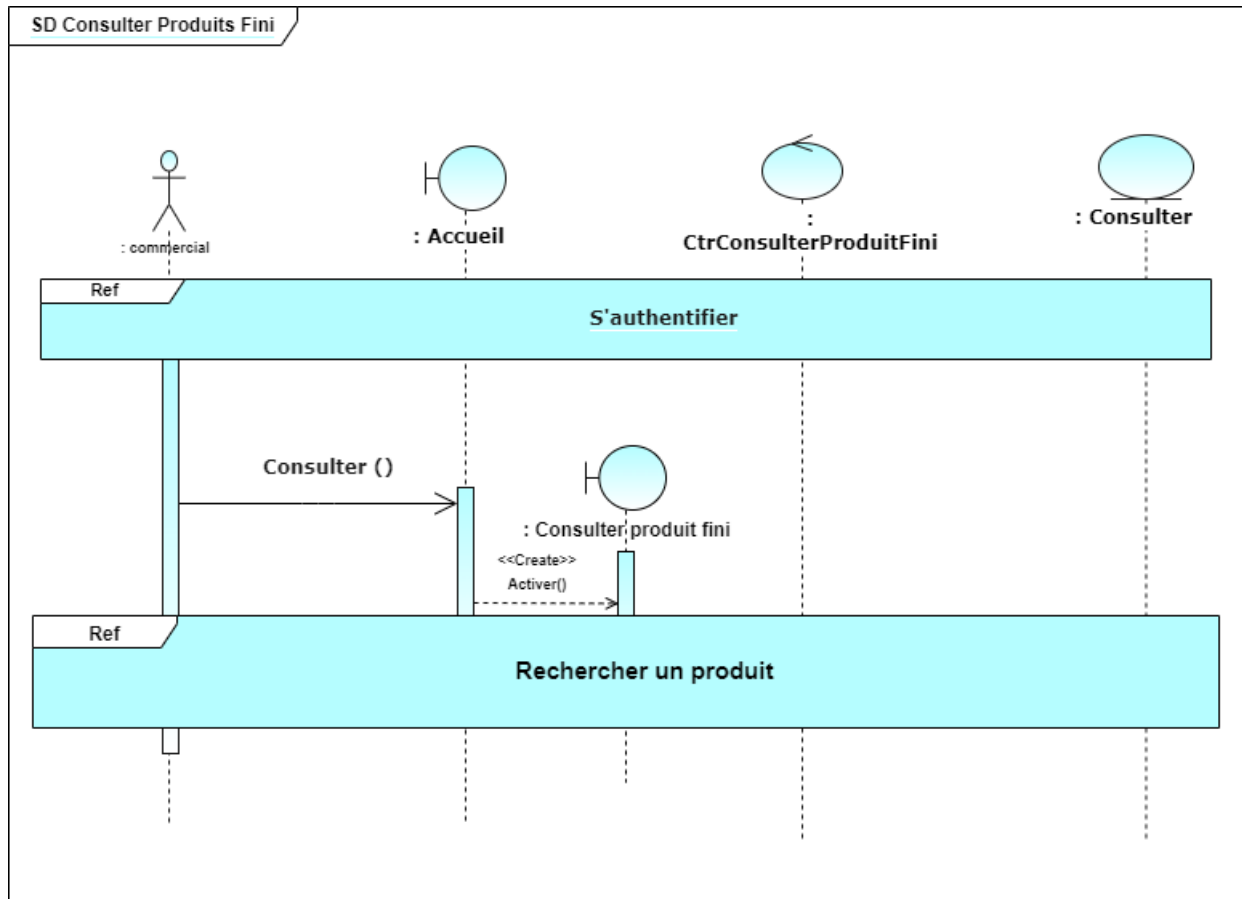 SD Consulter Produits Fini
: commercial
: Accueil
:
CtrConsulterProduitFini
: Consulter
Ref
S'authentifier
Consulter ()
: Consulter produit fini
<<Create>>
Activer()
Ref
Rechercher un produit